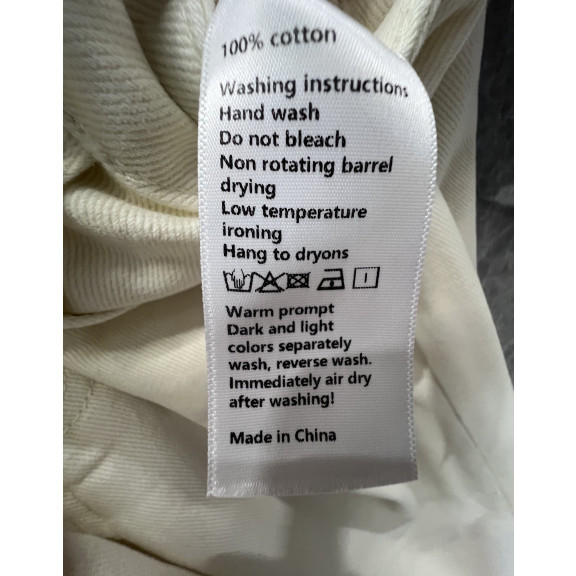 100% cotton
Washing instructions
Hand wash
Do not bleach
Non rotating barrel
drying
Low temperature
ironing
Hang to dryons
Warm prompt
Dark and light
colors separately
wash, reverse wash.
Immediately air dry
after washing!
Made in China